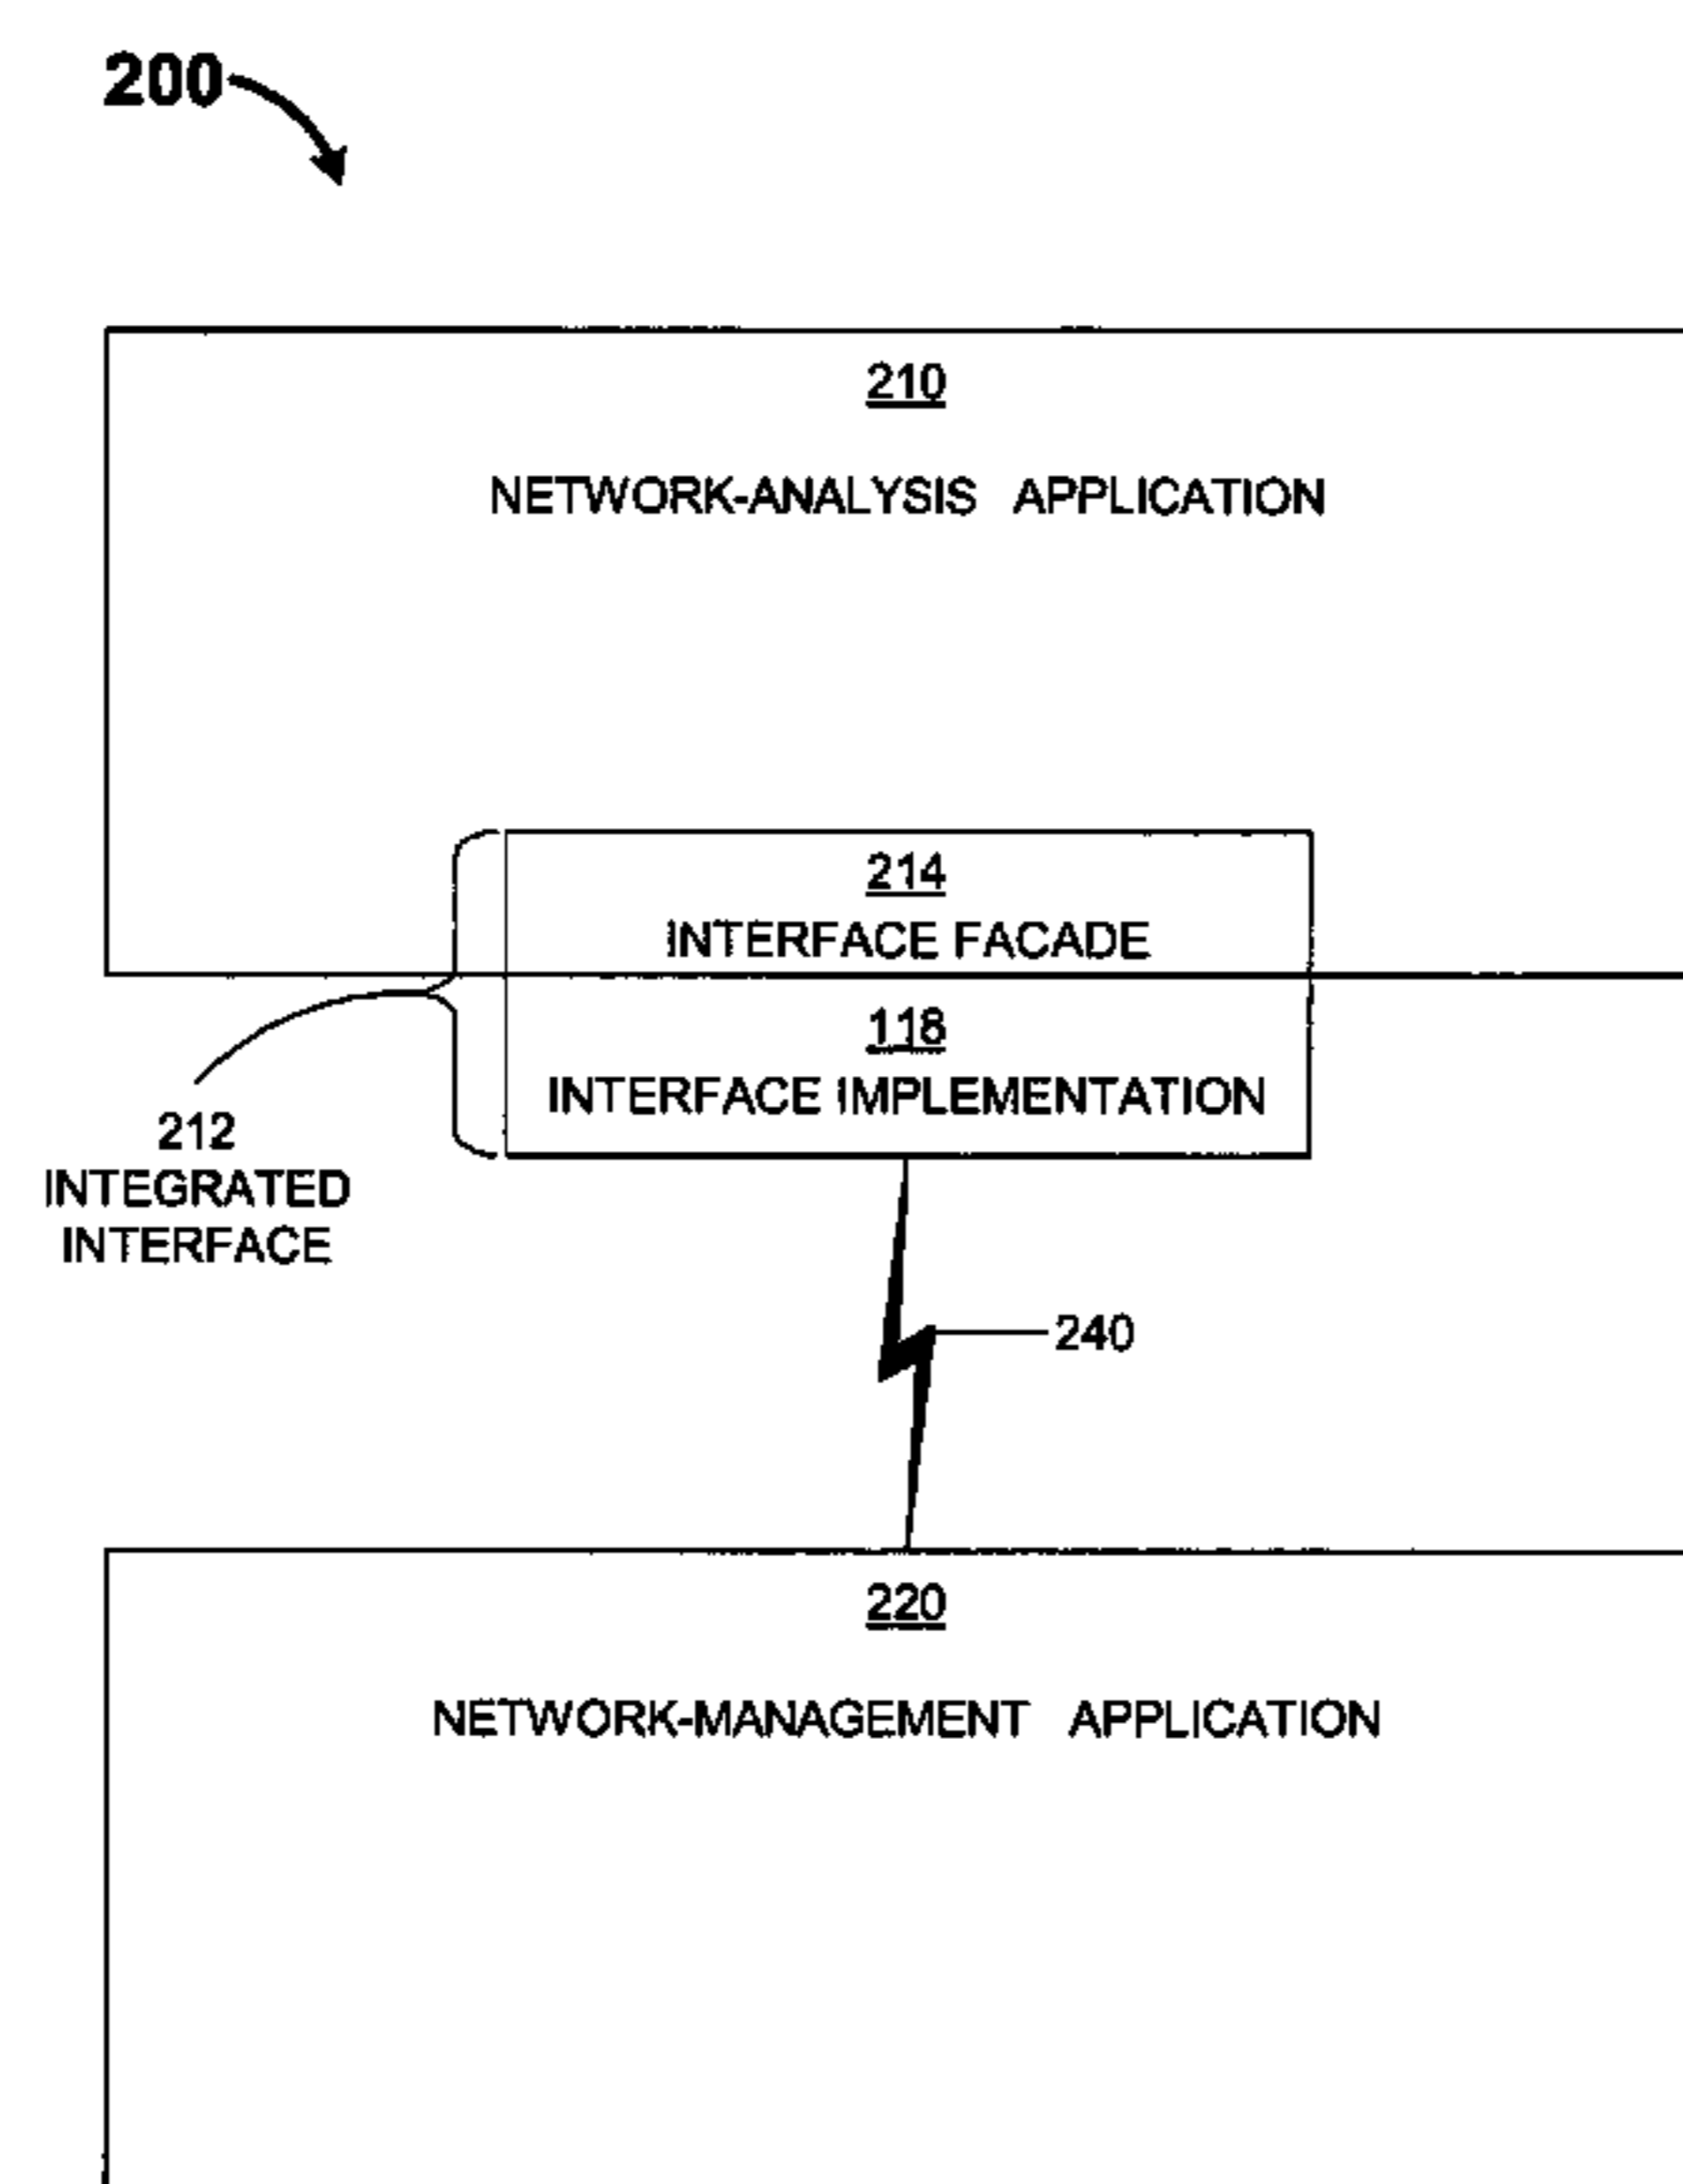 200
210
NETWORK-ANALYSIS APPLICATION
214
INTERFACE FACADE
118
INTERFACE IMPLEMENTATION
212
INTEGRATED
INTERFACE
240
220
NETWORK-MANAGEMENT APPLICATION